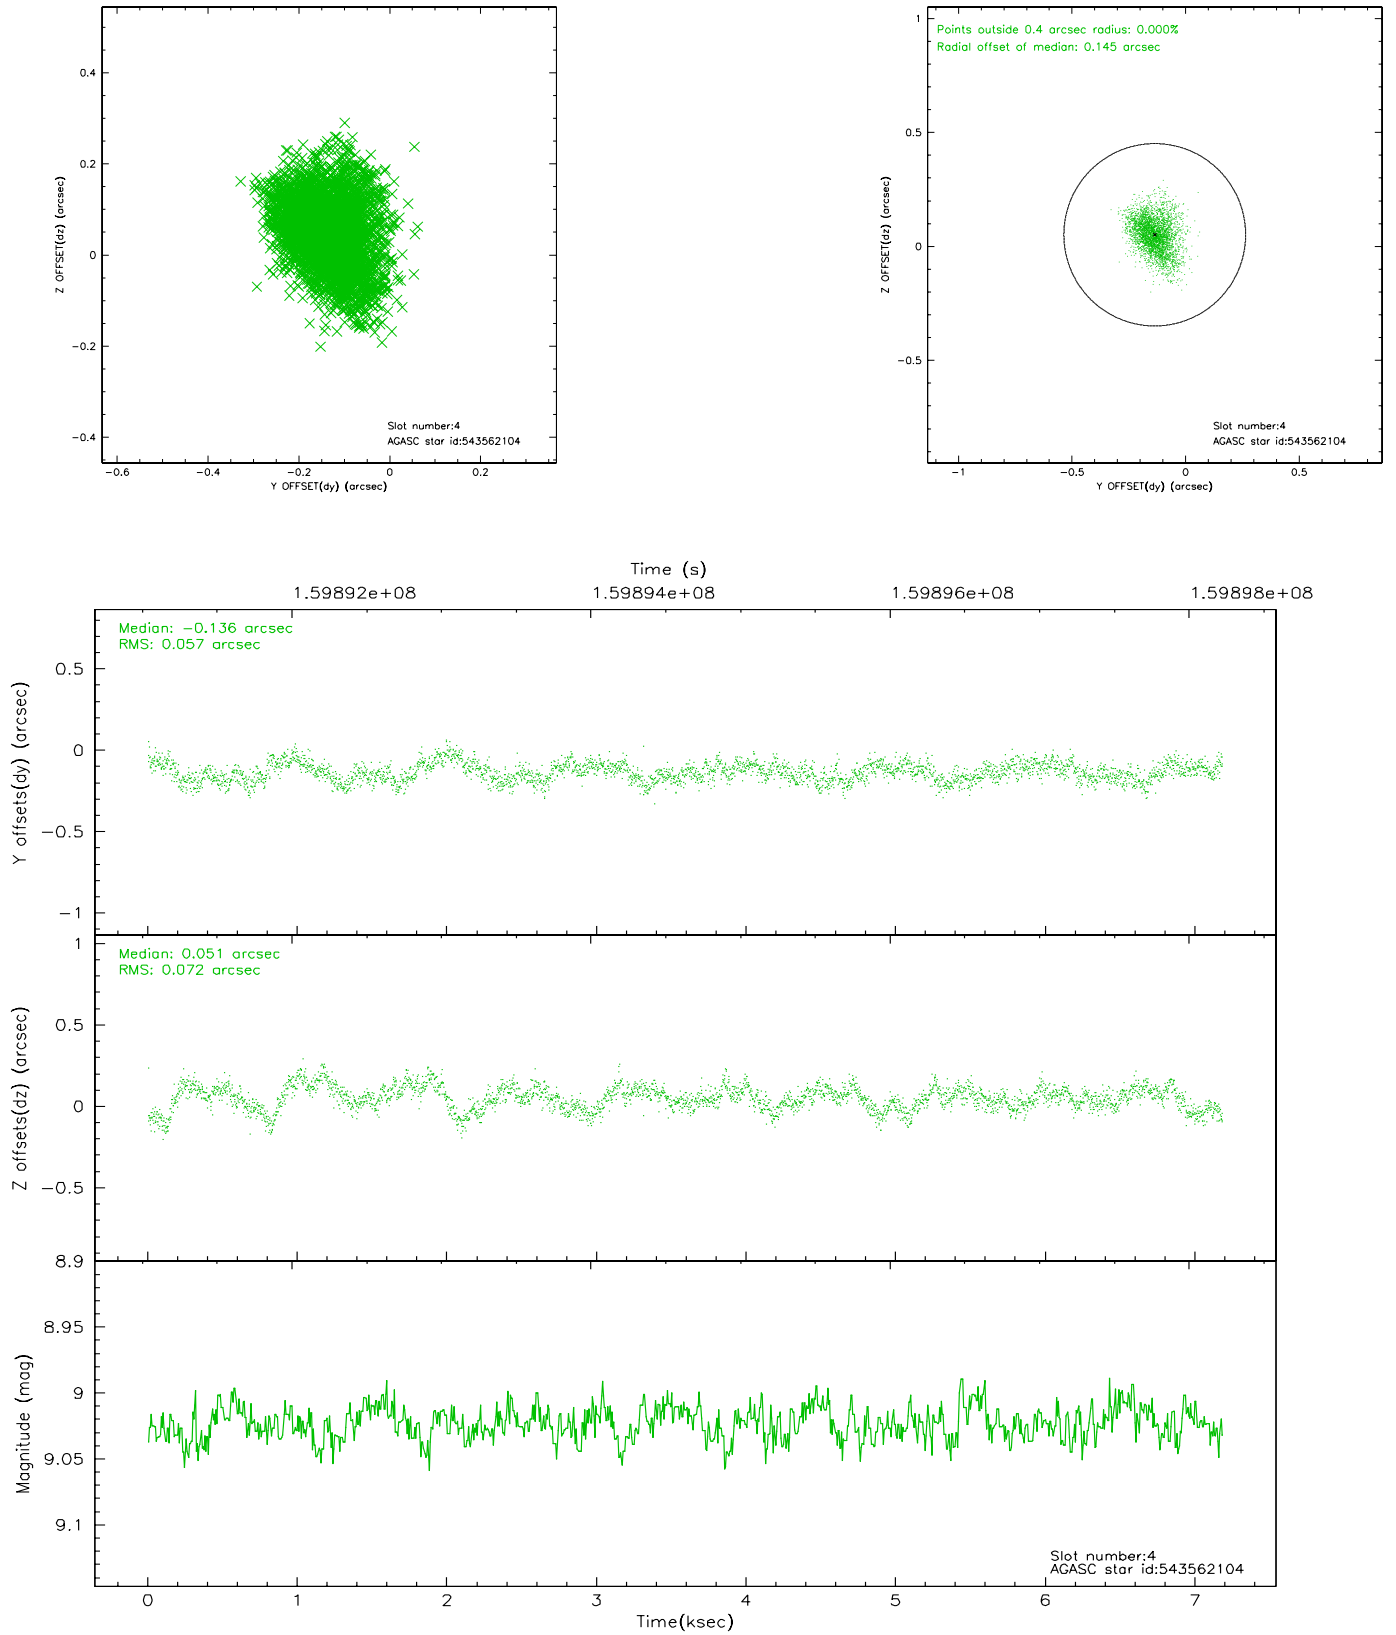 0.4
0.2
0
−0.2
−0.4
Z OFFSET(dz) (arcsec)
−0.6 −0.4 −0.2 0 0.2
Y OFFSET(dy) (arcsec)
Slot number:4
AGASC star id:543562104
Points outside 0.4 arcsec radius: 0.000%
Radial offset of median: 0.145 arcsec
1
0.5
0
−0.5
Z OFFSET(dz) (arcsec)
−1 −0.5 0 0.5
Y OFFSET(dy) (arcsec)
Slot number:4
AGASC star id:543562104
Time (s)
1.59892e+08 1.59894e+08 1.59896e+08 1.59898e+08
Median: −0.136 arcsec
RMS: 0.057 arcsec
0.5
0
−0.5
−1
Y offsets(dy) (arcsec)
Median: 0.051 arcsec
RMS: 0.072 arcsec
1
0.5
0
−0.5
Z offsets(dz) (arcsec)
8.9
8.95
9
9.05
9.1
Magnitude (mag)
Slot number:4
AGASC star id:543562104
0 1 2 3 4 5 6 7
Time(ksec)